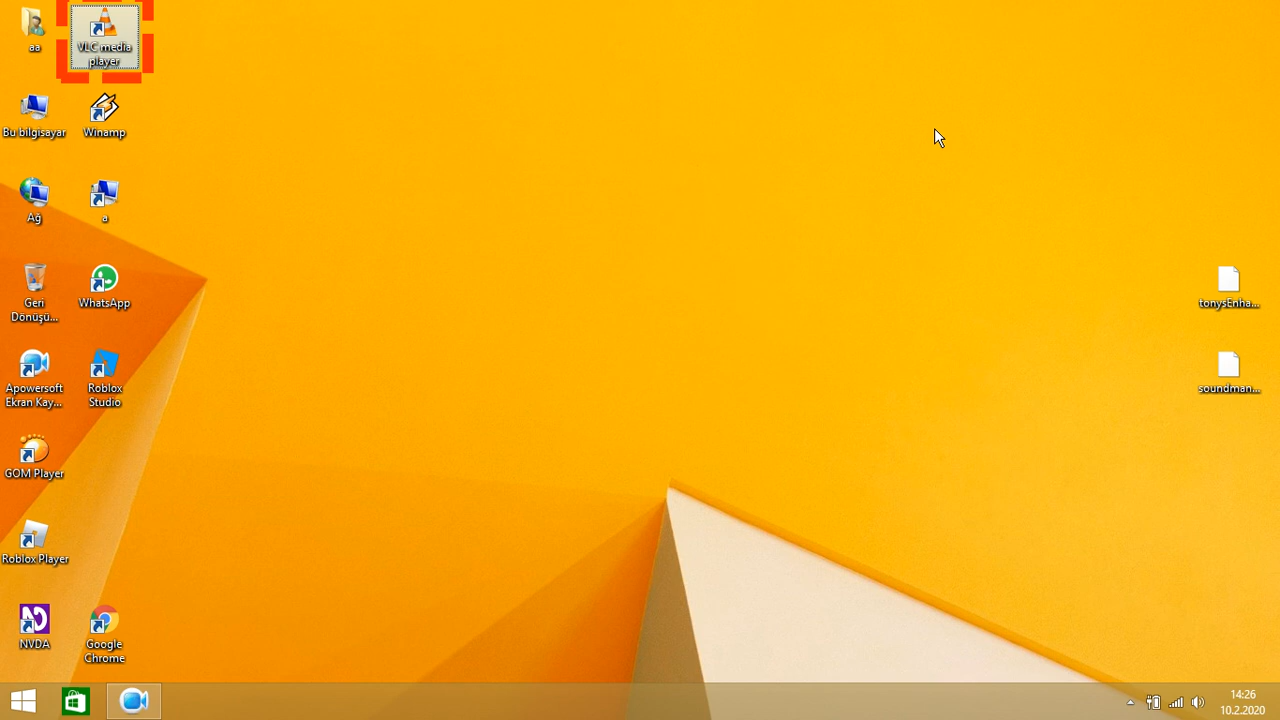 aa
VLC media
player
Bu bilgisayar
Winamp
Ağ
a
Geri
Dönüşü...
WhatsApp
Apowersoft
Ekran Kay...
Roblox
Studio
GOM Player
Roblox Player
NVDA
Google
Chrome
tonysEnha...
soundman...
14:26
10.2.2020